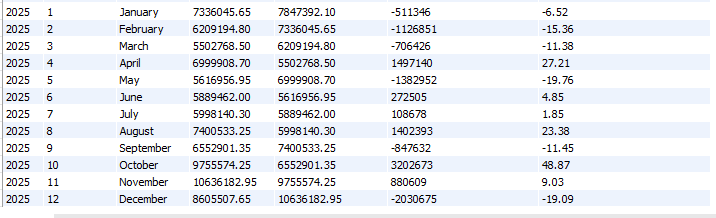 2025 1 January 7336045.65 7847392.10 -511346 -6.52
2025 2 February 6209194.80 7336045.65 -1126851 -15.36
2025 3 March 5502768.50 6209194.80 -706426 -11.38
2025 4 April 6999908.70 5502768.50 1497140 27.21
2025 5 May 5616956.95 6999908.70 -1382952 -19.76
2025 6 June 5889462.00 5616956.95 272505 4.85
2025 7 July 5998140.30 5889462.00 108678 1.85
2025 8 August 7400533.25 5998140.30 1402393 23.38
2025 9 September 6552901.35 7400533.25 -847632 -11.45
2025 10 October 9755574.25 6552901.35 3202673 48.87
2025 11 November 10636182.95 9755574.25 880609 9.03
2025 12 December 8605507.65 10636182.95 -2030675 -19.09